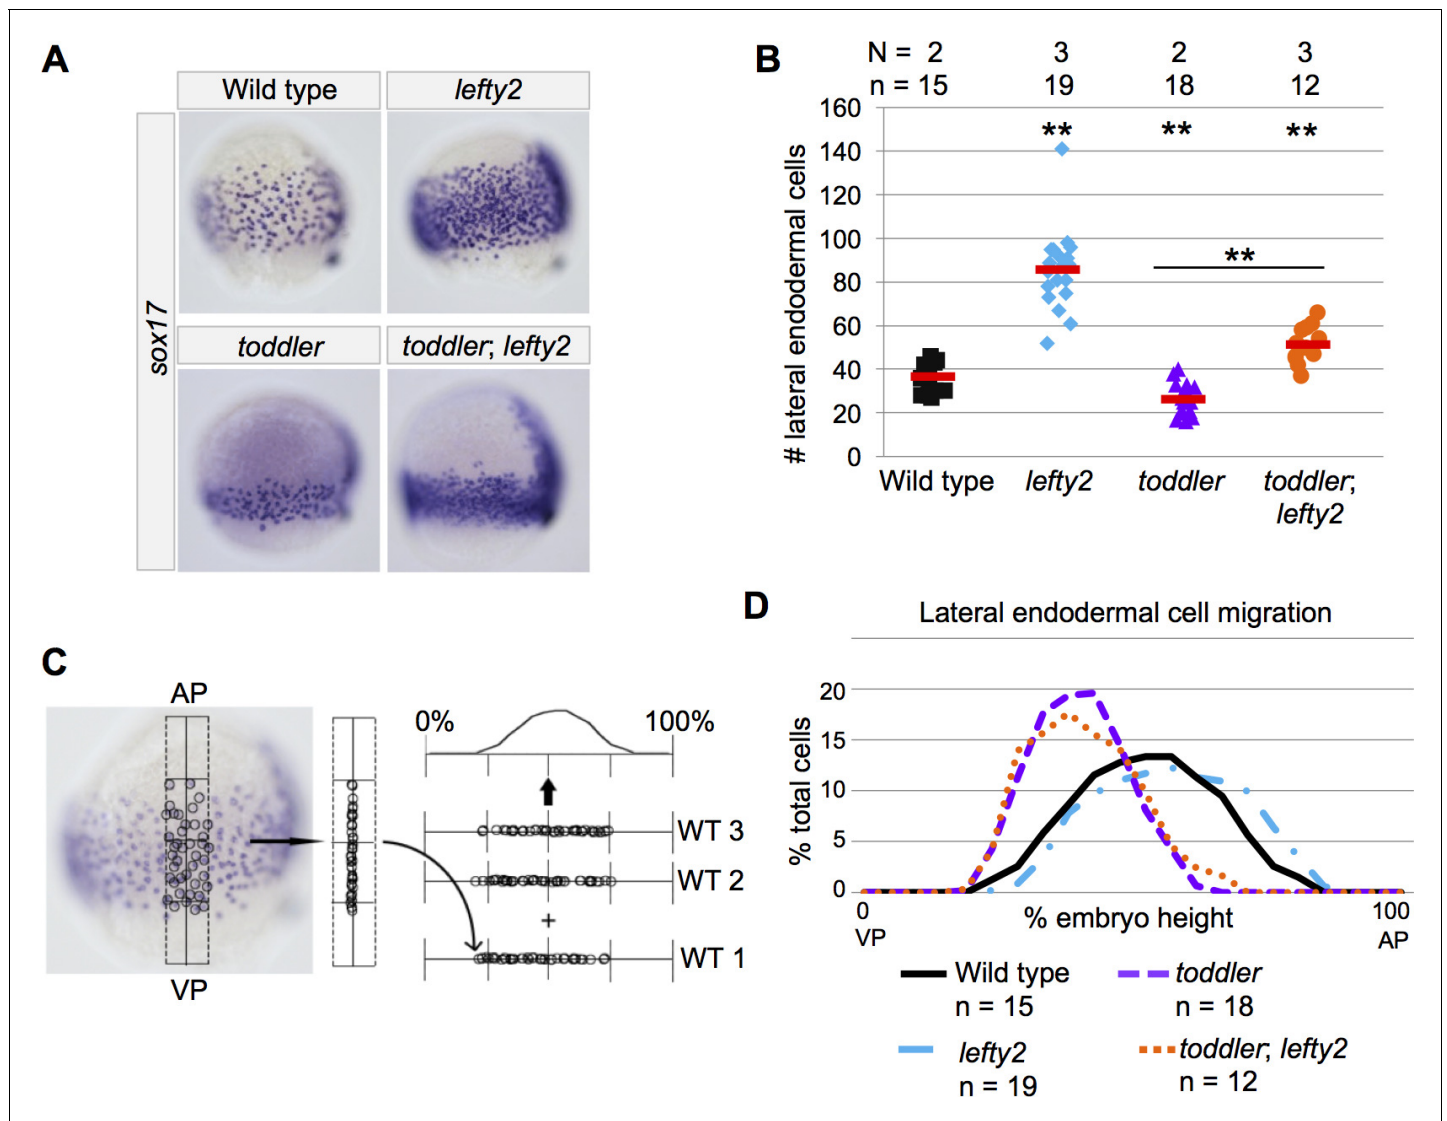 A
Wild type
lefty2
sox17
toddler
toddler; lefty2
B
N = 2 3 2 3
n = 15 19 18 12
# lateral endodermal cells
160
140
120
100
80
60
40
20
0
** ** **
**
Wild type
lefty2
toddler
toddler;
lefty2
C
AP
VP
0%
100%
WT 3
WT 2
+
WT 1
D
Lateral endodermal cell migration
% total cells
20
15
10
5
0
0
VP
% embryo height
100
AP
Wild type
n = 15
toddler
n = 18
lefty2
n = 19
toddler; lefty2
n = 12